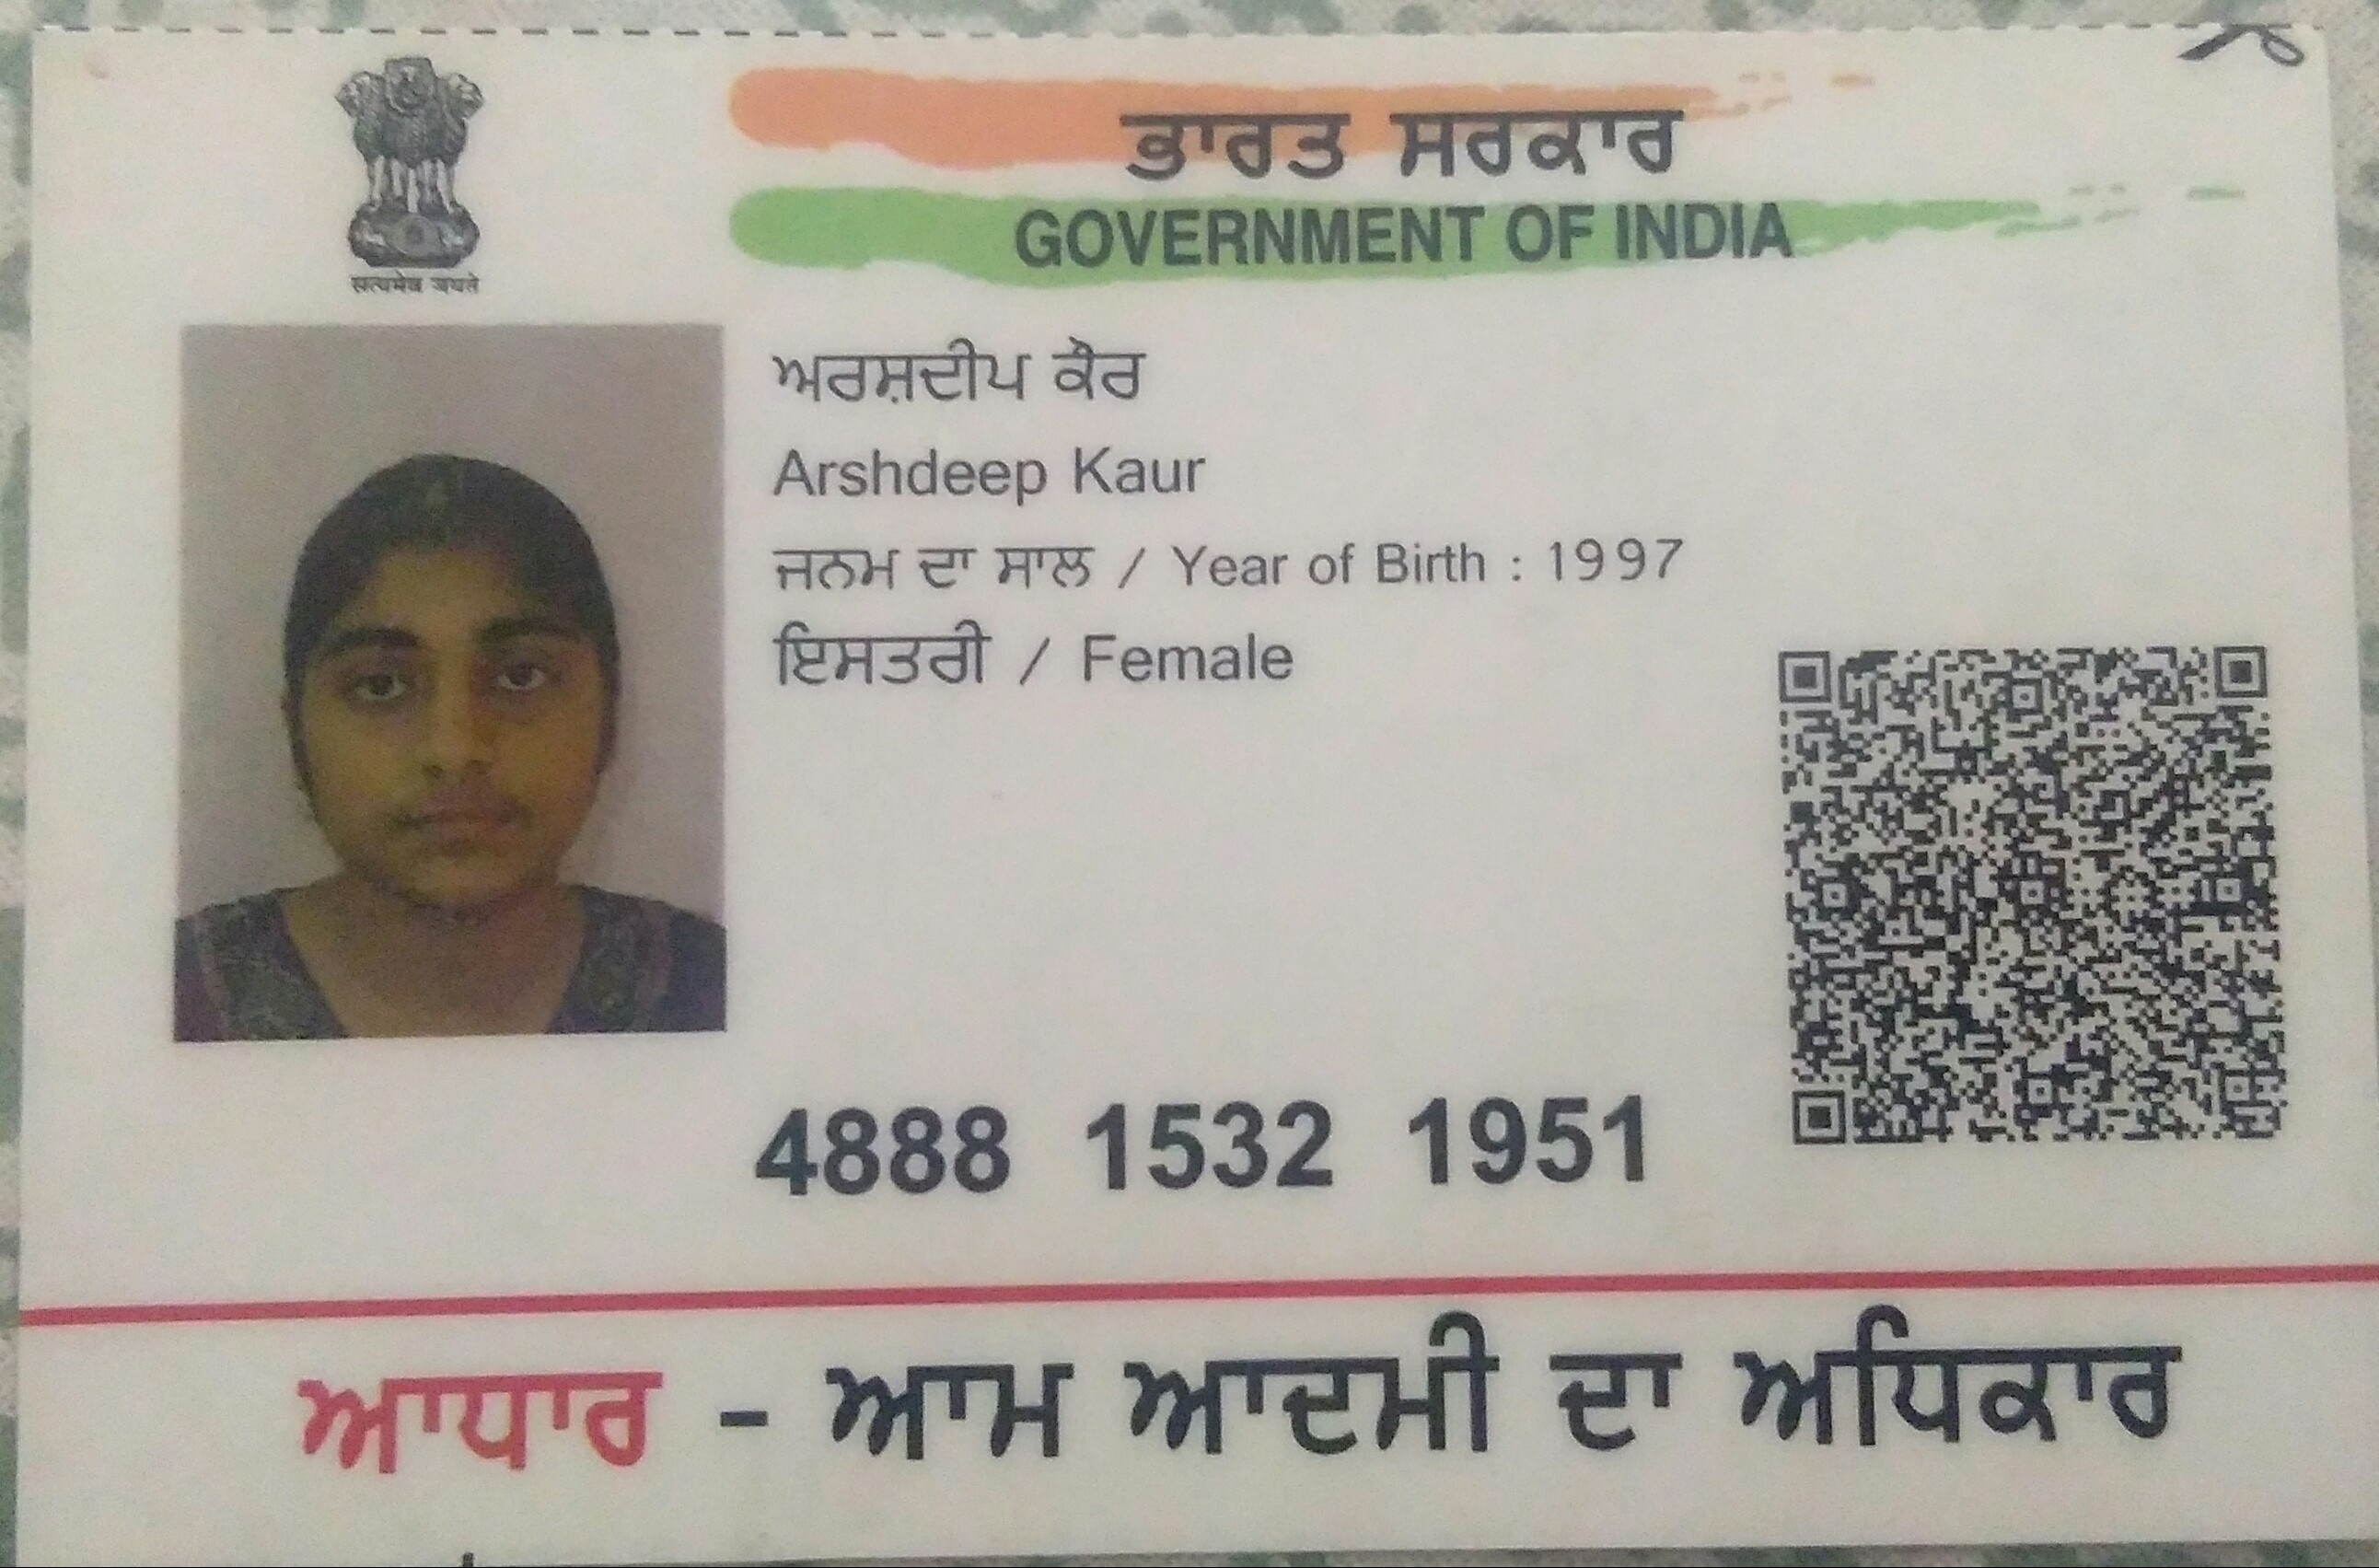 ਭਾਰਤ ਸਰਕਾਰ
GOVERNMENT OF INDIA
सत्यमेव जयते
ਅਰਸ਼ਦੀਪ ਕੌਰ
Arshdeep Kaur
ਜਨਮ ਦਾ ਸਾਲ / Year of Birth : 1997
ਇਸਤਰੀ / Female
4888 1532 1951
ਆਧਾਰ - ਆਮ ਆਦਮੀ ਦਾ ਅਧਿਕਾਰ